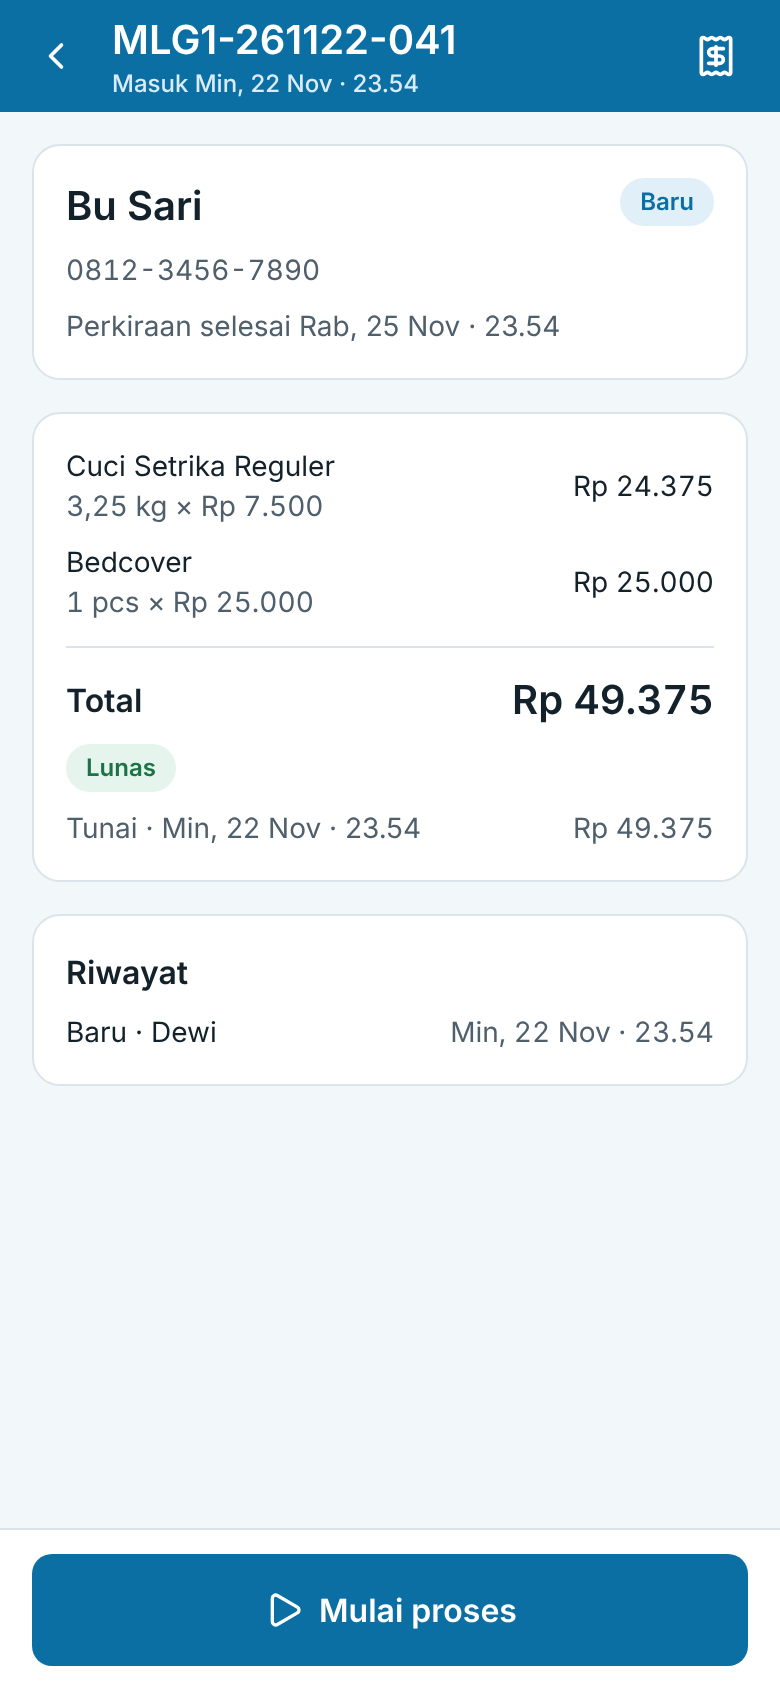 MLG1-261122-041
Masuk Min, 22 Nov · 23.54
Bu Sari
Baru
0812-3456-7890
Perkiraan selesai Rab, 25 Nov · 23.54
Cuci Setrika Reguler
3,25 kg × Rp 7.500
Rp 24.375
Bedcover
1 pcs × Rp 25.000
Rp 25.000
Total
Rp 49.375
Lunas
Tunai · Min, 22 Nov · 23.54
Rp 49.375
Riwayat
Baru · Dewi
Min, 22 Nov · 23.54
Mulai proses